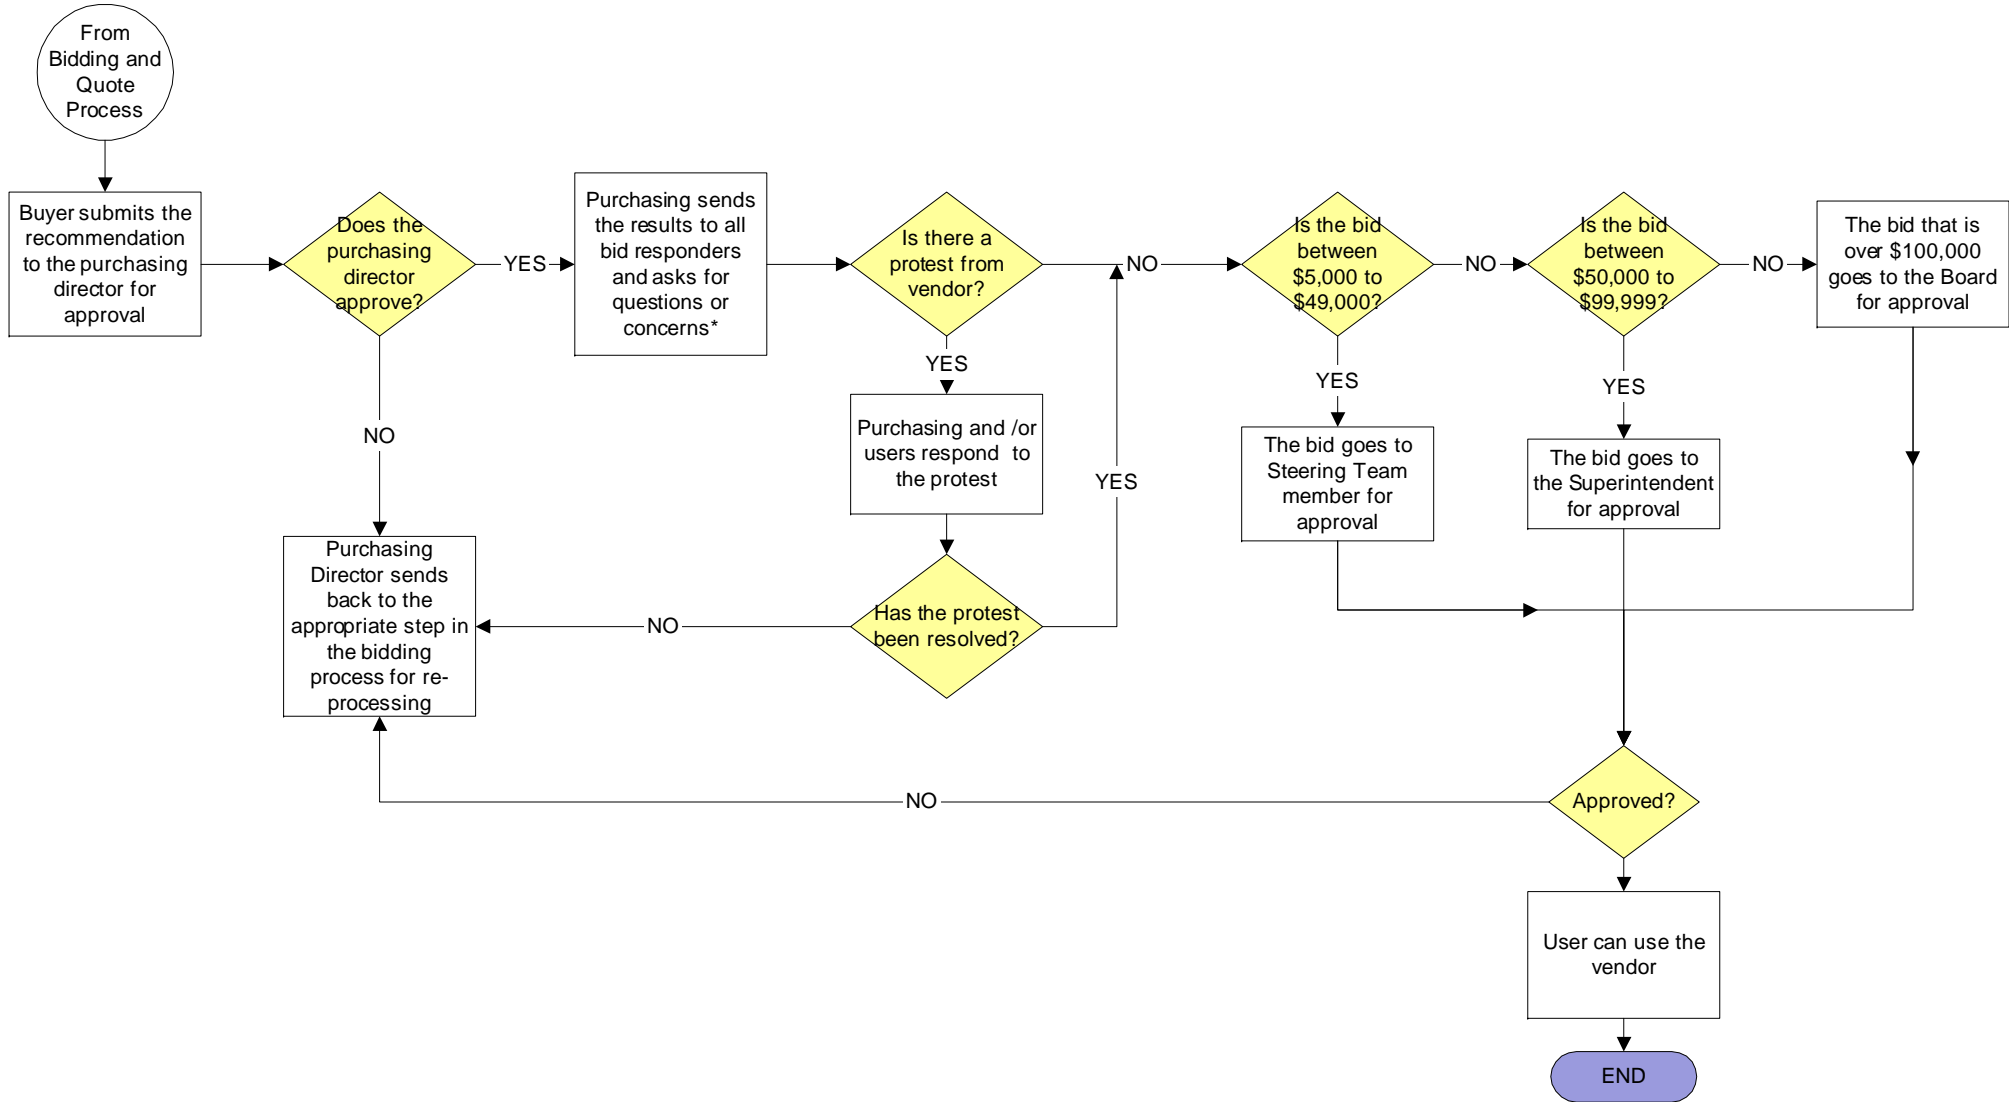 From
Bidding and
Quote
Process
Buyer submits the
recommendation
to the purchasing
director for
approval
Does the
purchasing
director
approve?
YES
NO
Purchasing sends
the results to all
bid responders
and asks for
questions or
concerns*
Is there a
protest from
vendor?
NO
YES
Purchasing and /or
users respond to
the protest
Has the protest
been resolved?
YES
NO
Purchasing
Director sends
back to the
appropriate step in
the bidding
process for re-
processing
Is the bid
between
$5,000 to
$49,000?
NO
YES
The bid goes to
Steering Team
member for
approval
Is the bid
between
$50,000 to
$99,999?
NO
YES
The bid goes to
the Superintendent
for approval
The bid that is
over $100,000
goes to the Board
for approval
Approved?
NO
User can use the
vendor
END